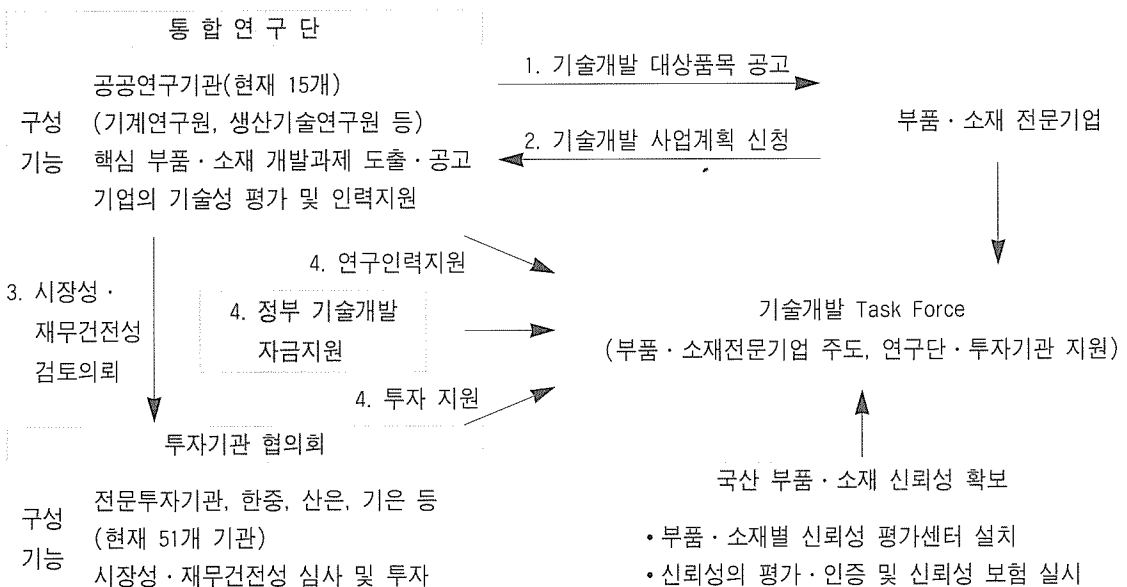 통 합 연 구 단
공공연구기관(현재 15개)
구성 (기계연구원, 생산기술연구원 등)
기능 핵심 부품·소재 개발과제 도출·공고
기업의 기술성 평가 및 인력지원
1. 기술개발 대상품목 공고
2. 기술개발 사업계획 신청
부품·소재 전문기업
3. 시장성·
재무건전성
검토의뢰
4. 연구인력지원
4. 정부 기술개발
자금지원
4. 투자 지원
기술개발 Task Force
(부품·소재전문기업 주도, 연구단·투자기관 지원)
투자기관 협의회
구성 전문투자기관, 한중, 산은, 기은 등
(현재 51개 기관)
기능 시장성·재무건전성 심사 및 투자
국산 부품·소재 신뢰성 확보
• 부품·소재별 신뢰성 평가센터 설치
• 신뢰성의 평가·인증 및 신뢰성 보험 실시